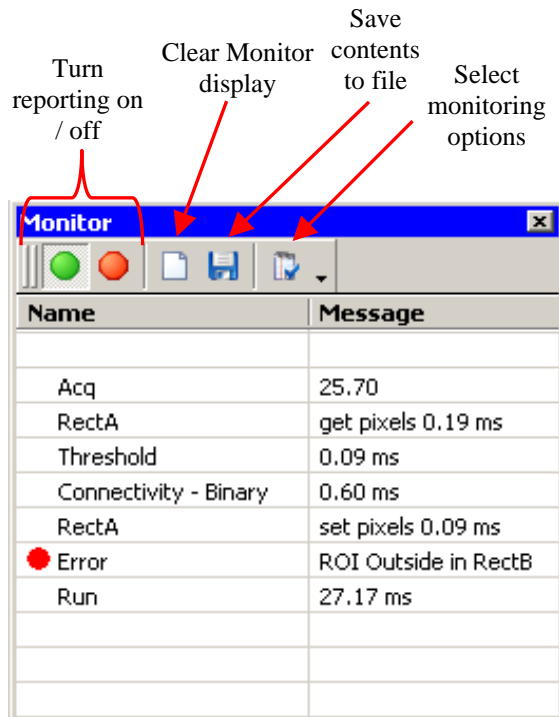 Turn
reporting on
/ off
Clear Monitor
display
Save
contents
to file
Select
monitoring
options
Monitor
Name Message
Acq 25.70
RectA get pixels 0.19 ms
Threshold 0.09 ms
Connectivity - Binary 0.60 ms
RectA set pixels 0.09 ms
Error ROI Outside in RectB
Run 27.17 ms